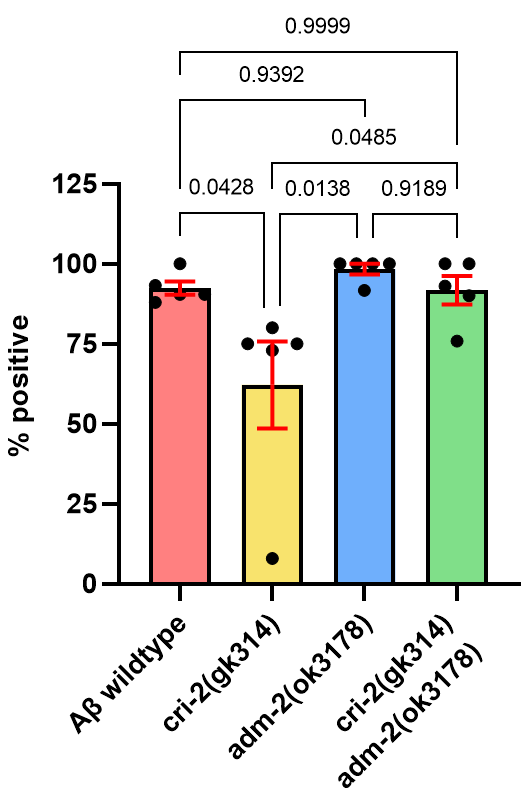 0.9999
0.9392
0.0485
0.0428
0.0138
0.9189
125
100
75
50
25
0
% positive
Aβ wildtype
cri-2(gk314)
adm-2(ok3178)
cri-2(gk314)
adm-2(ok3178)